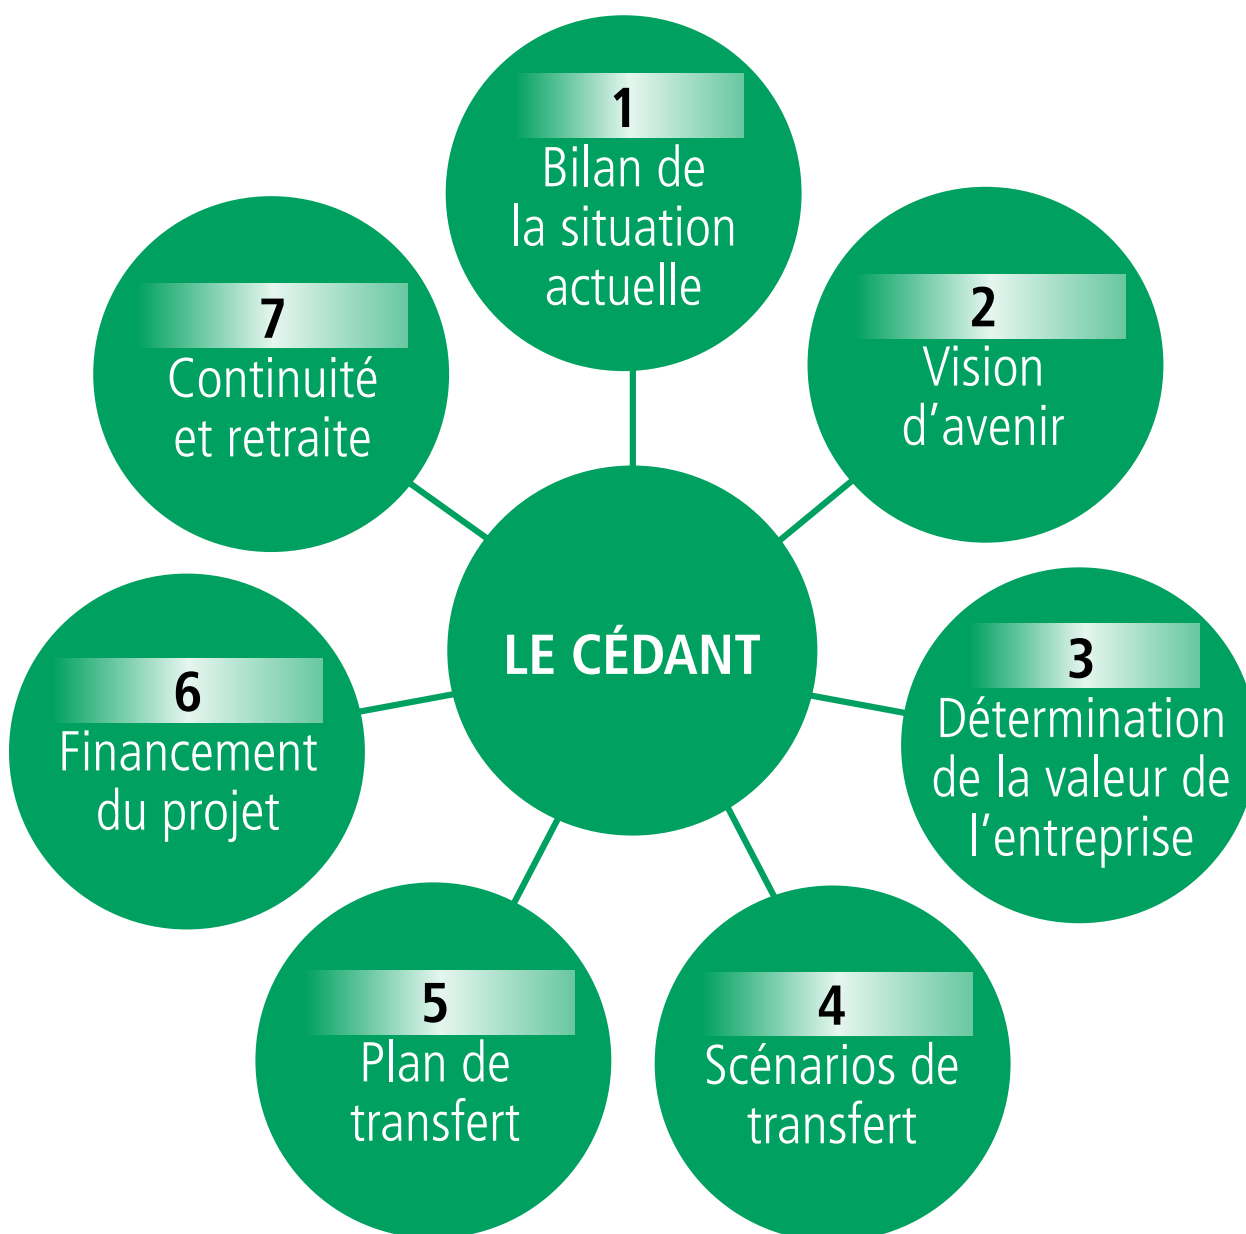 1
Bilan de
la situation
actuelle
2
Vision
d’avenir
3
Détermination
de la valeur de
l’entreprise
4
Scénarios de
transfert
5
Plan de
transfert
6
Financement
du projet
7
Continuité
et retraite
LE CÉDANT